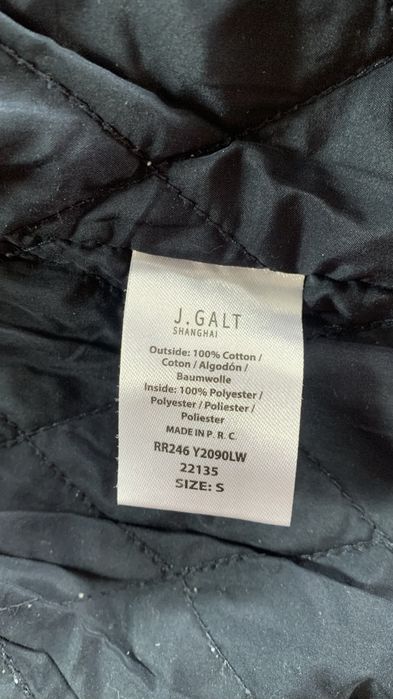 J.GALT
SHANGHAI
Outside: 100% Cotton /
Coton / Algodón /
Baumwolle
Inside: 100% Polyester /
Polyester / Poliester /
Poliester
MADE IN P. R. C.
RR246 Y2090LW
22135
SIZE: S